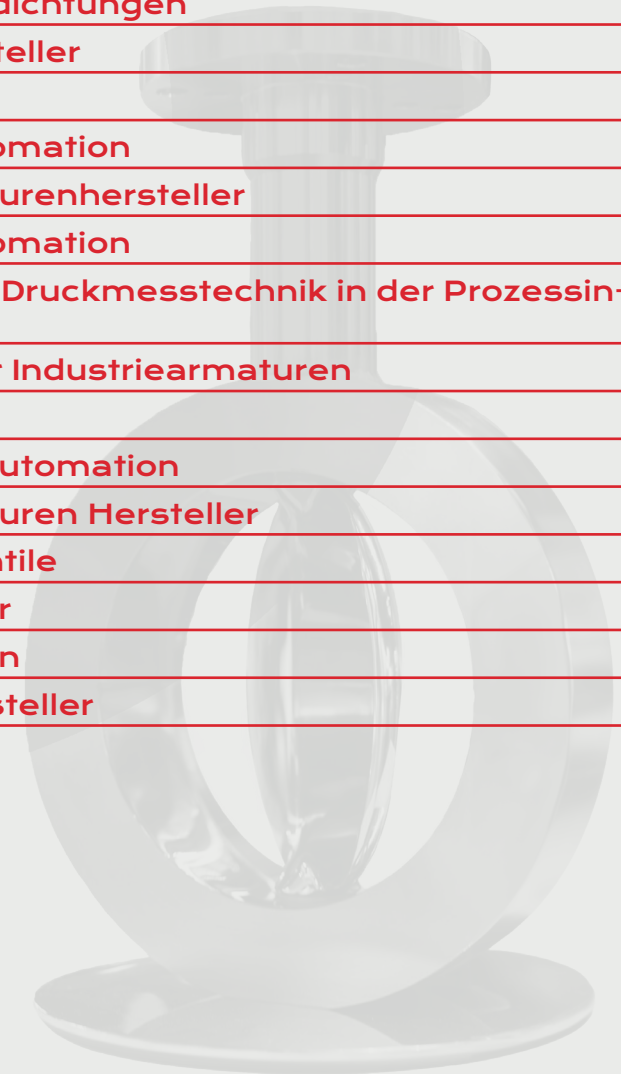 dichtungen
teller
omation
urenhersteller
omation
Druckmesstechnik in der Prozessin-
r Industriearmaturen
utomation
uren Hersteller
tile
r
n
steller